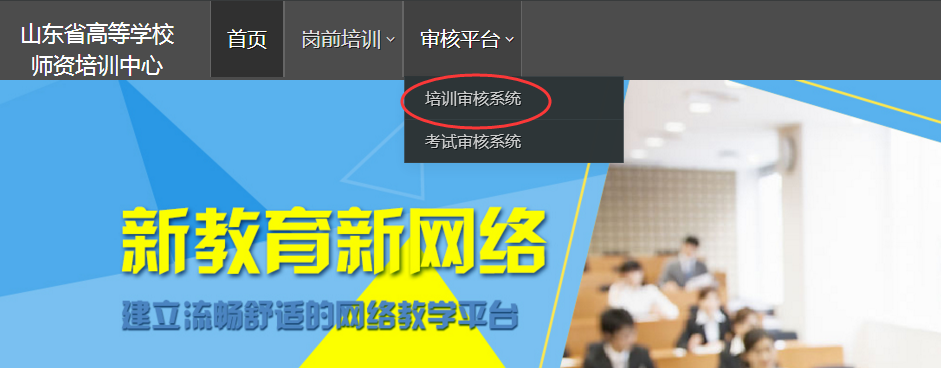 山东省高等学校
师资培训中心
首页
岗前培训
审核平台
培训审核系统
考试审核系统
新教育新网络
建立流畅舒适的网络教学平台